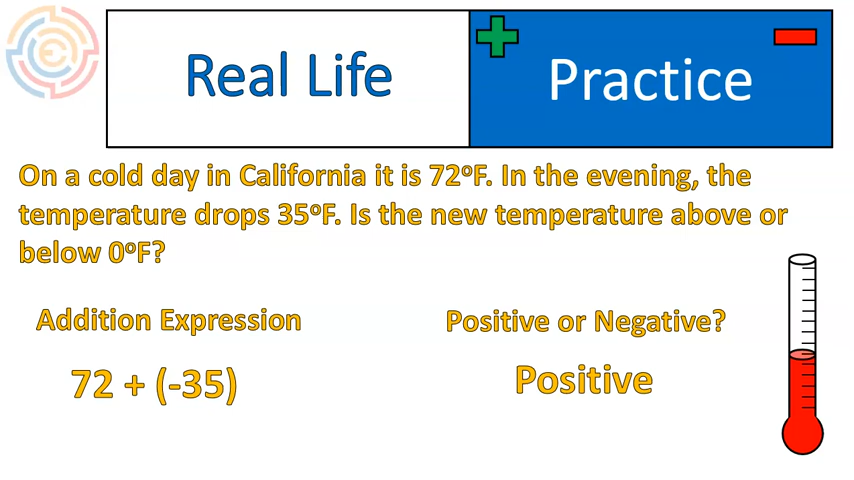 Real Life
Practice
On a cold day in California it is 72ºF. In the evening, the
temperature drops 35ºF. Is the new temperature above or
below 0ºF?
Addition Expression
Positive or Negative?
72 + (-35)
Positive